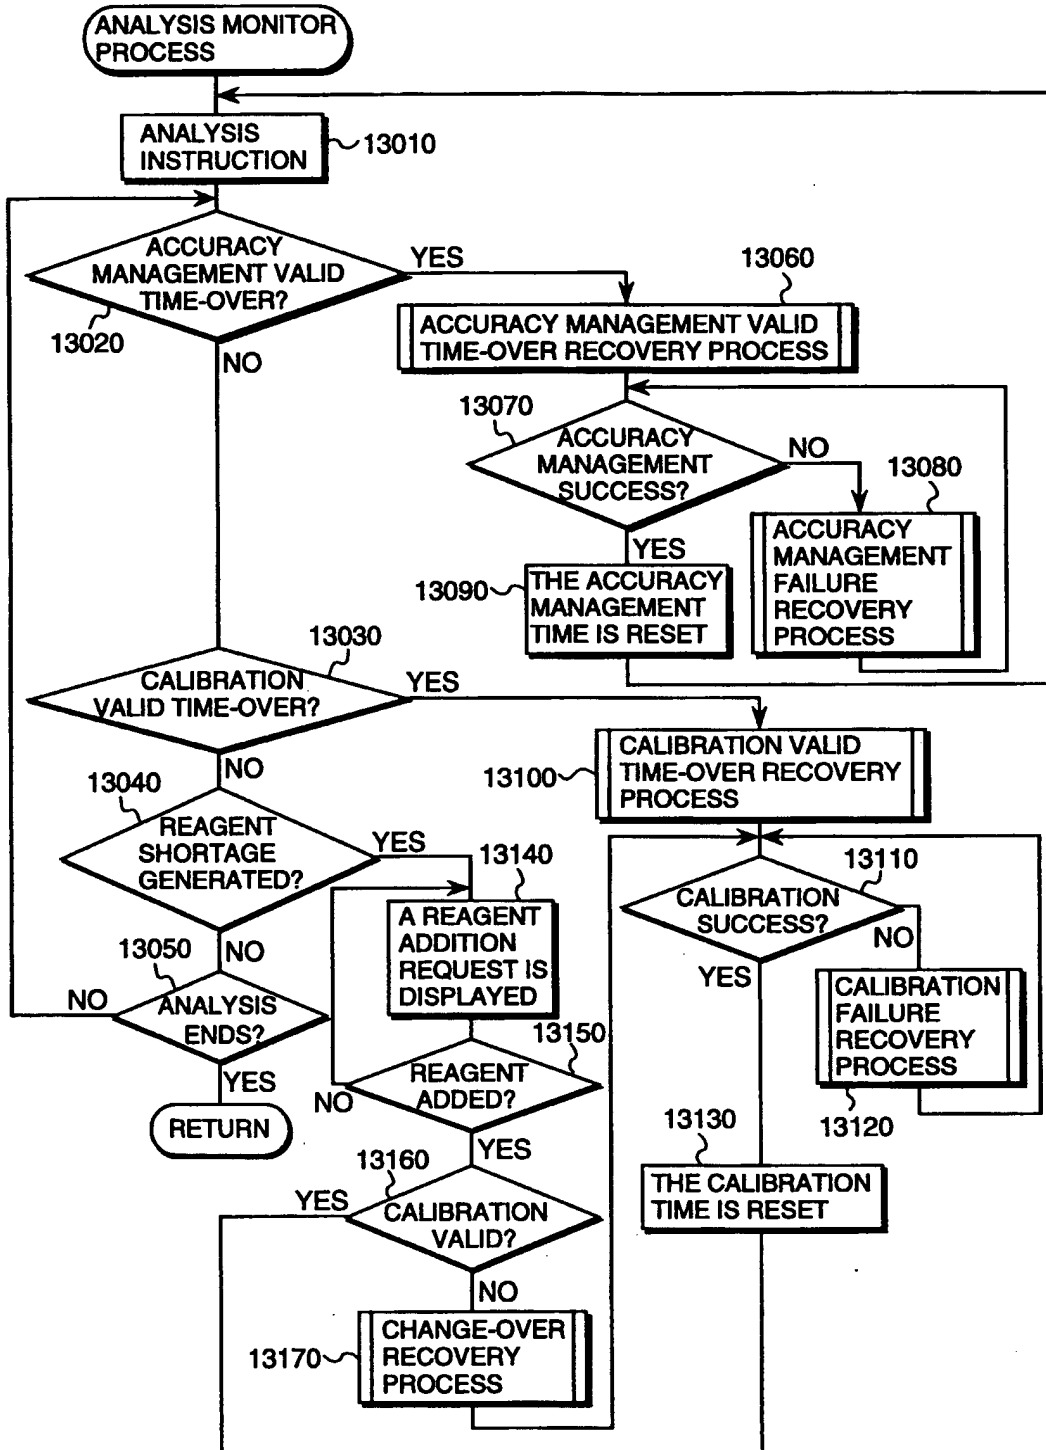 ANALYSIS MONITOR
PROCESS
ANALYSIS
INSTRUCTION
13010
ACCURACY
MANAGEMENT VALID
TIME-OVER?
YES
13020
NO
13060
ACCURACY MANAGEMENT VALID
TIME-OVER RECOVERY PROCESS
13070
ACCURACY
MANAGEMENT
SUCCESS?
NO
13080
ACCURACY
MANAGEMENT
FAILURE
RECOVERY
PROCESS
YES
13090
THE ACCURACY
MANAGEMENT
TIME IS RESET
13030
CALIBRATION
VALID TIME-OVER?
YES
NO
13100
CALIBRATION VALID
TIME-OVER RECOVERY
PROCESS
13040
REAGENT
SHORTAGE
GENERATED?
YES
NO
13140
A REAGENT
ADDITION
REQUEST IS
DISPLAYED
13110
CALIBRATION
SUCCESS?
NO
YES
13050
NO
ANALYSIS
ENDS?
YES
RETURN
CALIBRATION
FAILURE
RECOVERY
PROCESS
13120
13150
REAGENT
ADDED?
NO
YES
13130
THE CALIBRATION
TIME IS RESET
13160
YES
CALIBRATION
VALID?
NO
13170
CHANGE-OVER
RECOVERY
PROCESS